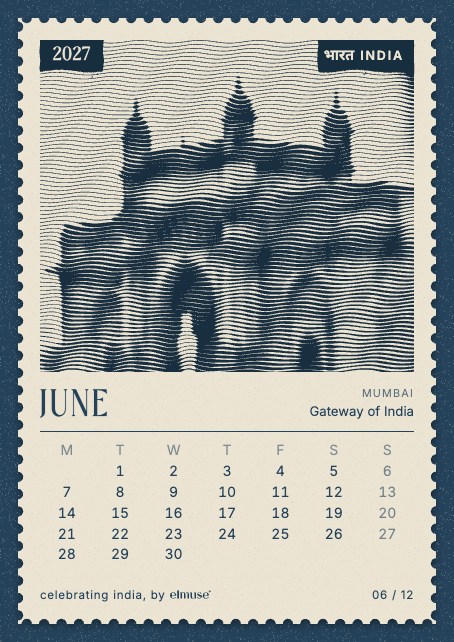 2027
भारत INDIA
JUNE
MUMBAI
Gateway of India
M T W T F S S
1 2 3 4 5 6
7 8 9 10 11 12 13
14 15 16 17 18 19 20
21 22 23 24 25 26 27
28 29 30
celebrating india, by elmuse
06 / 12